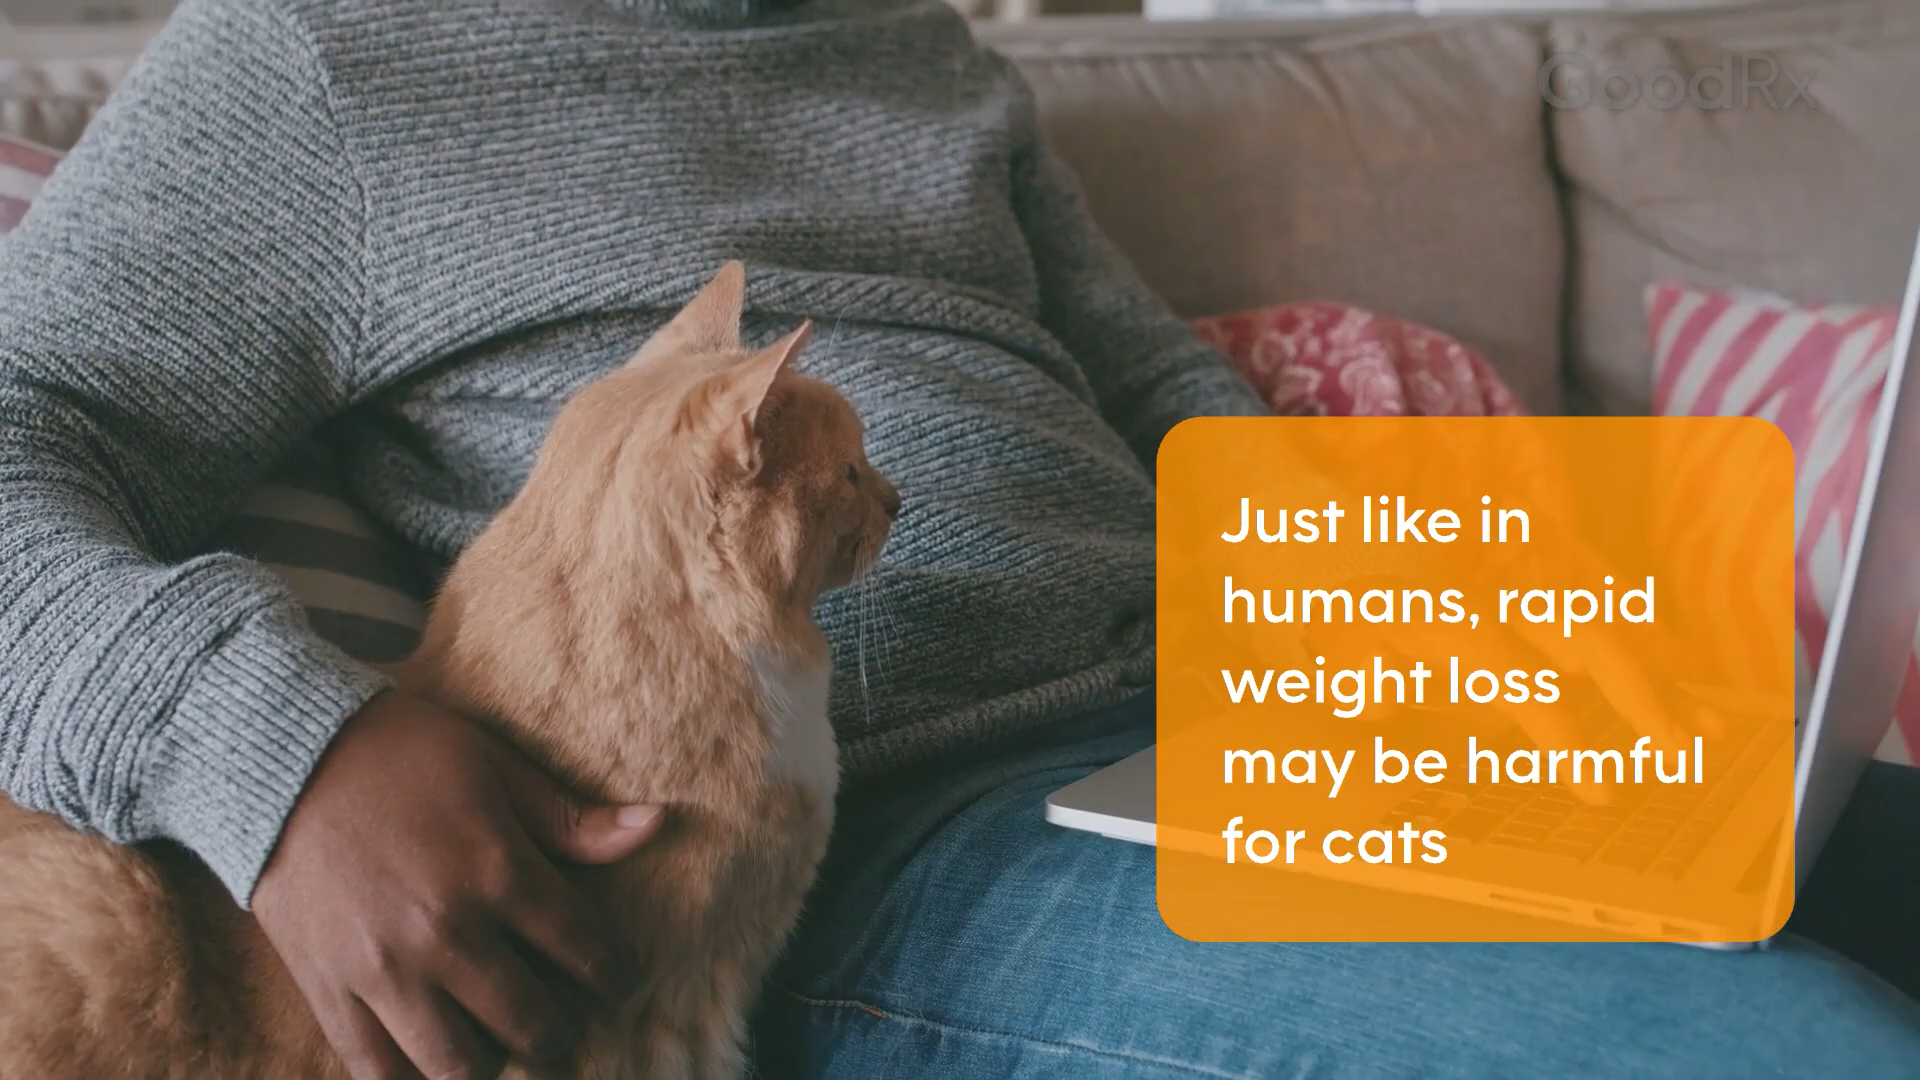 GoodRx
Just like in
humans, rapid
weight loss
may be harmful
for cats